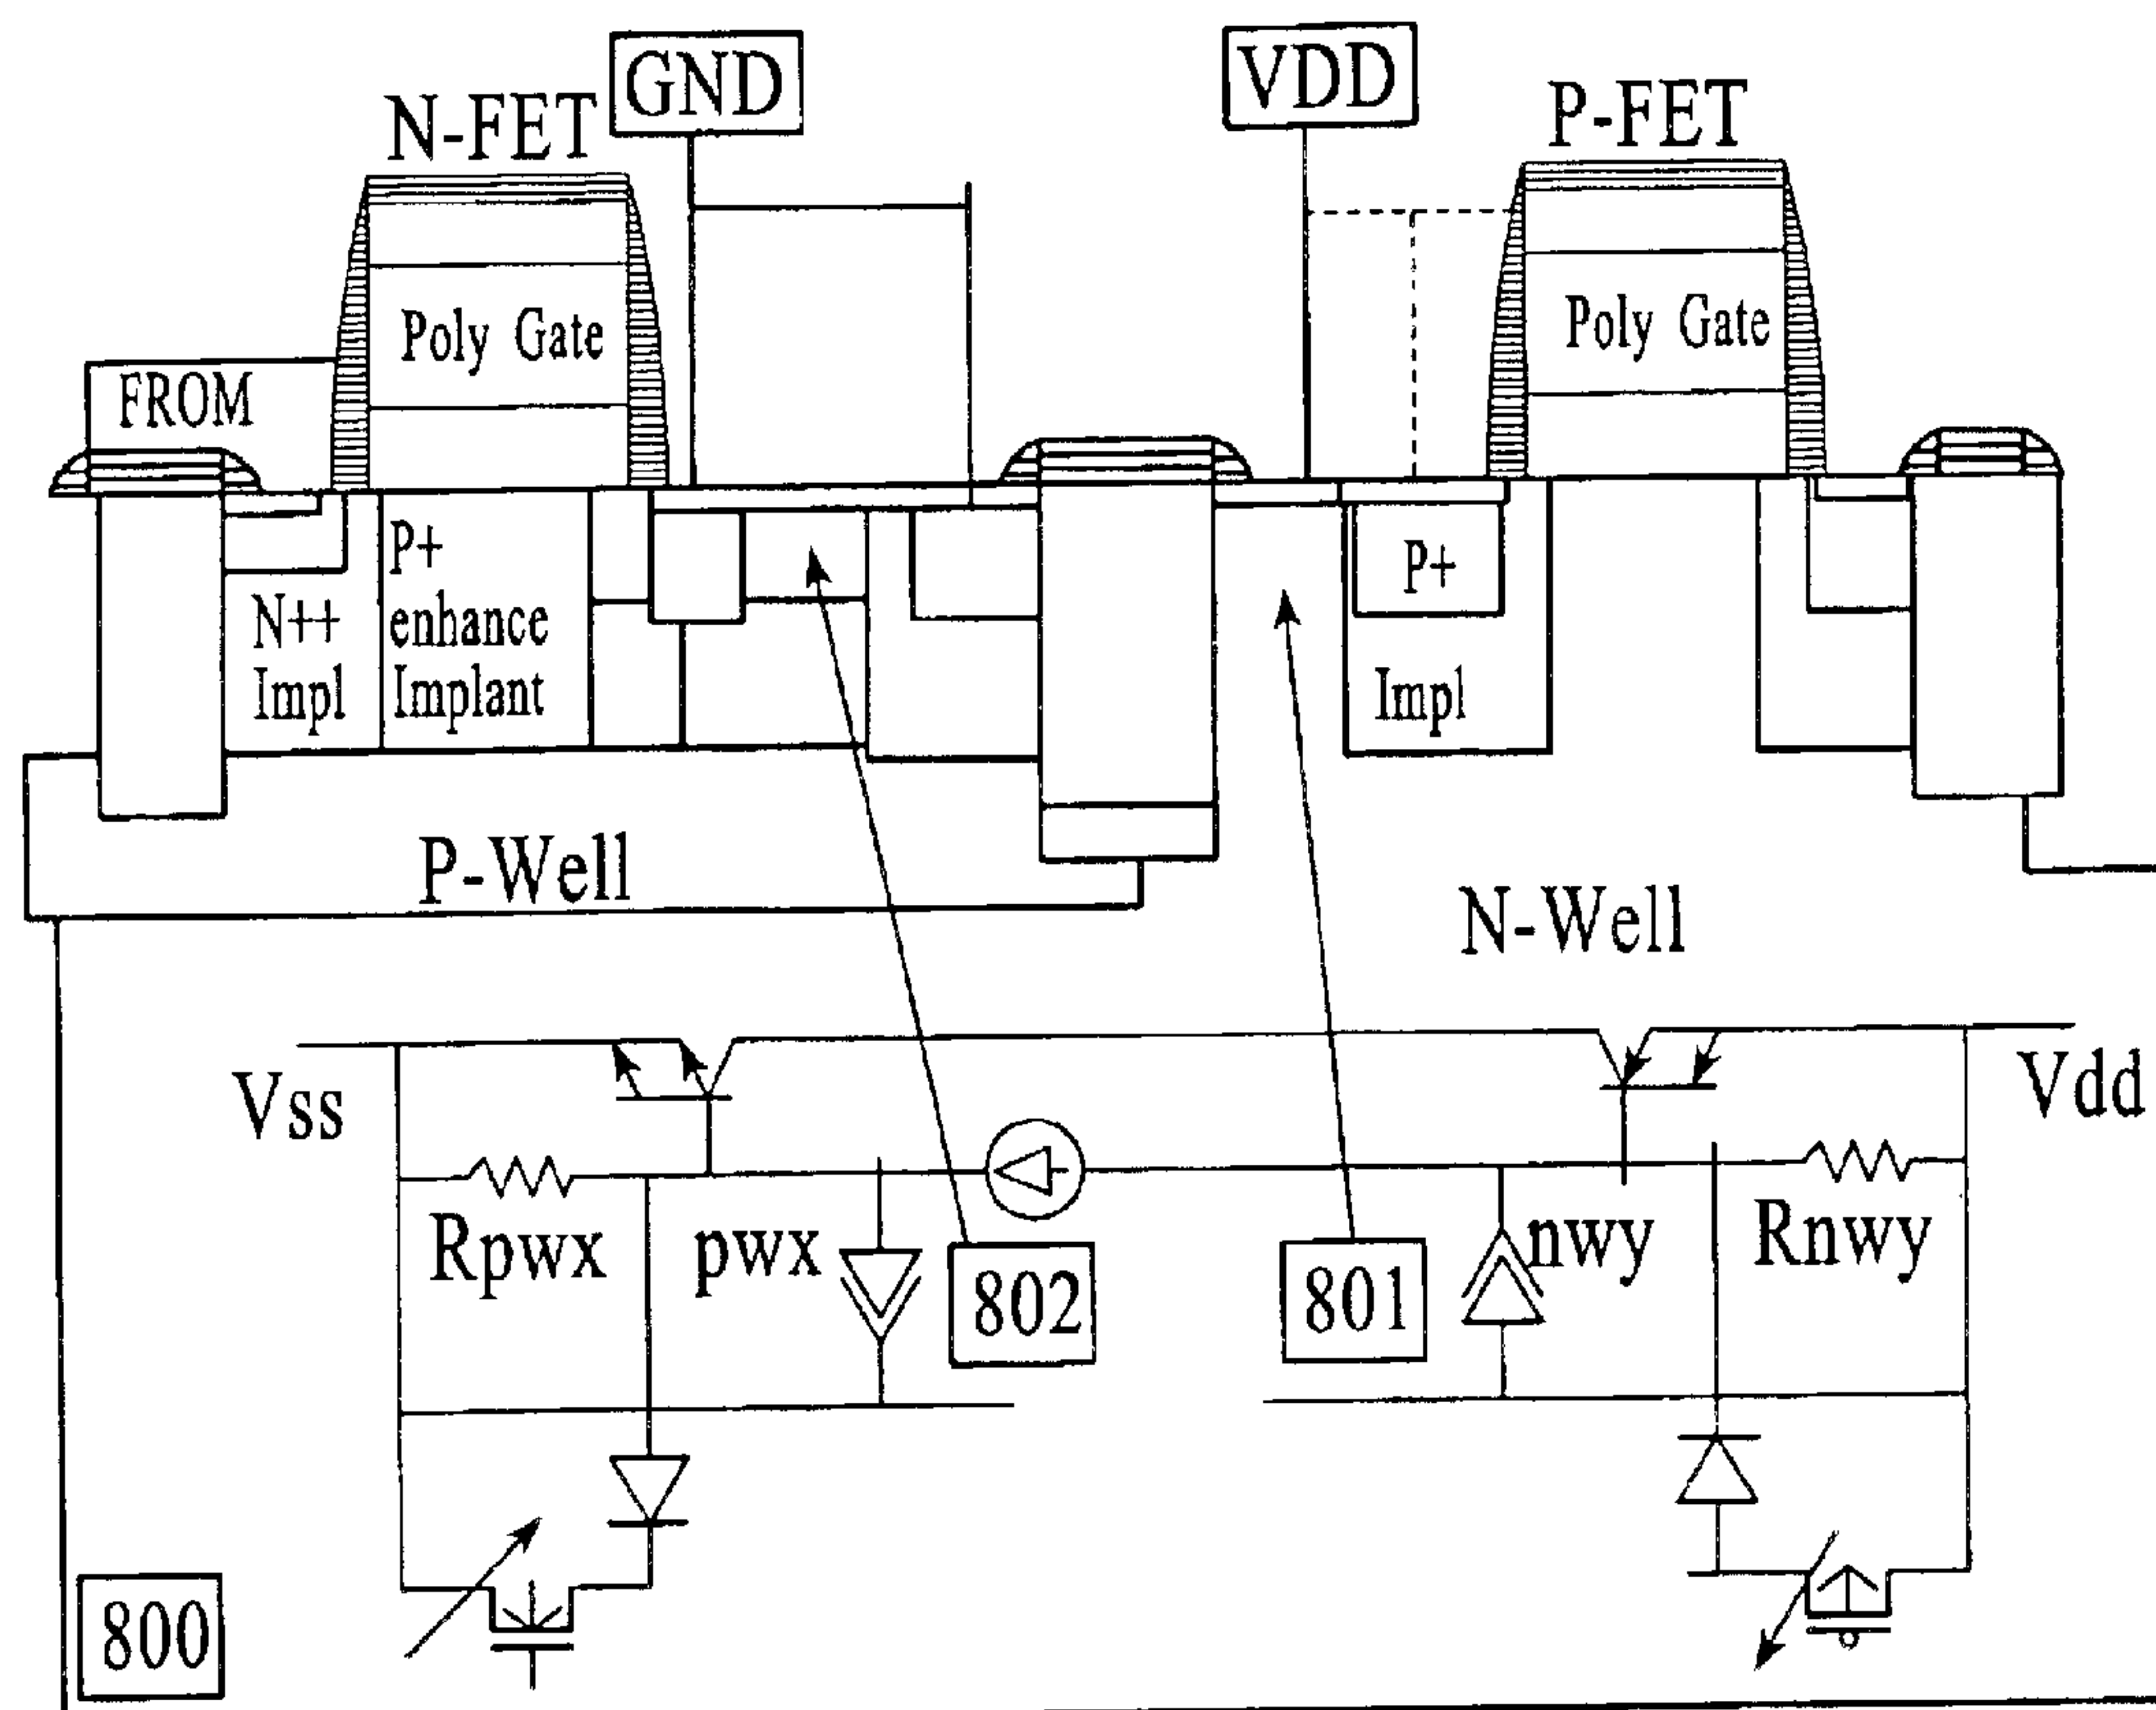 GND
VDD
N-FET
P-FET
Poly Gate
Poly Gate
FROM
P+
enhance
Implant
N++
Impl
P+
Impl
P-Well
N-Well
Vss
Vdd
Rpwx
pwx
802
801
nwy
Rnwy
800